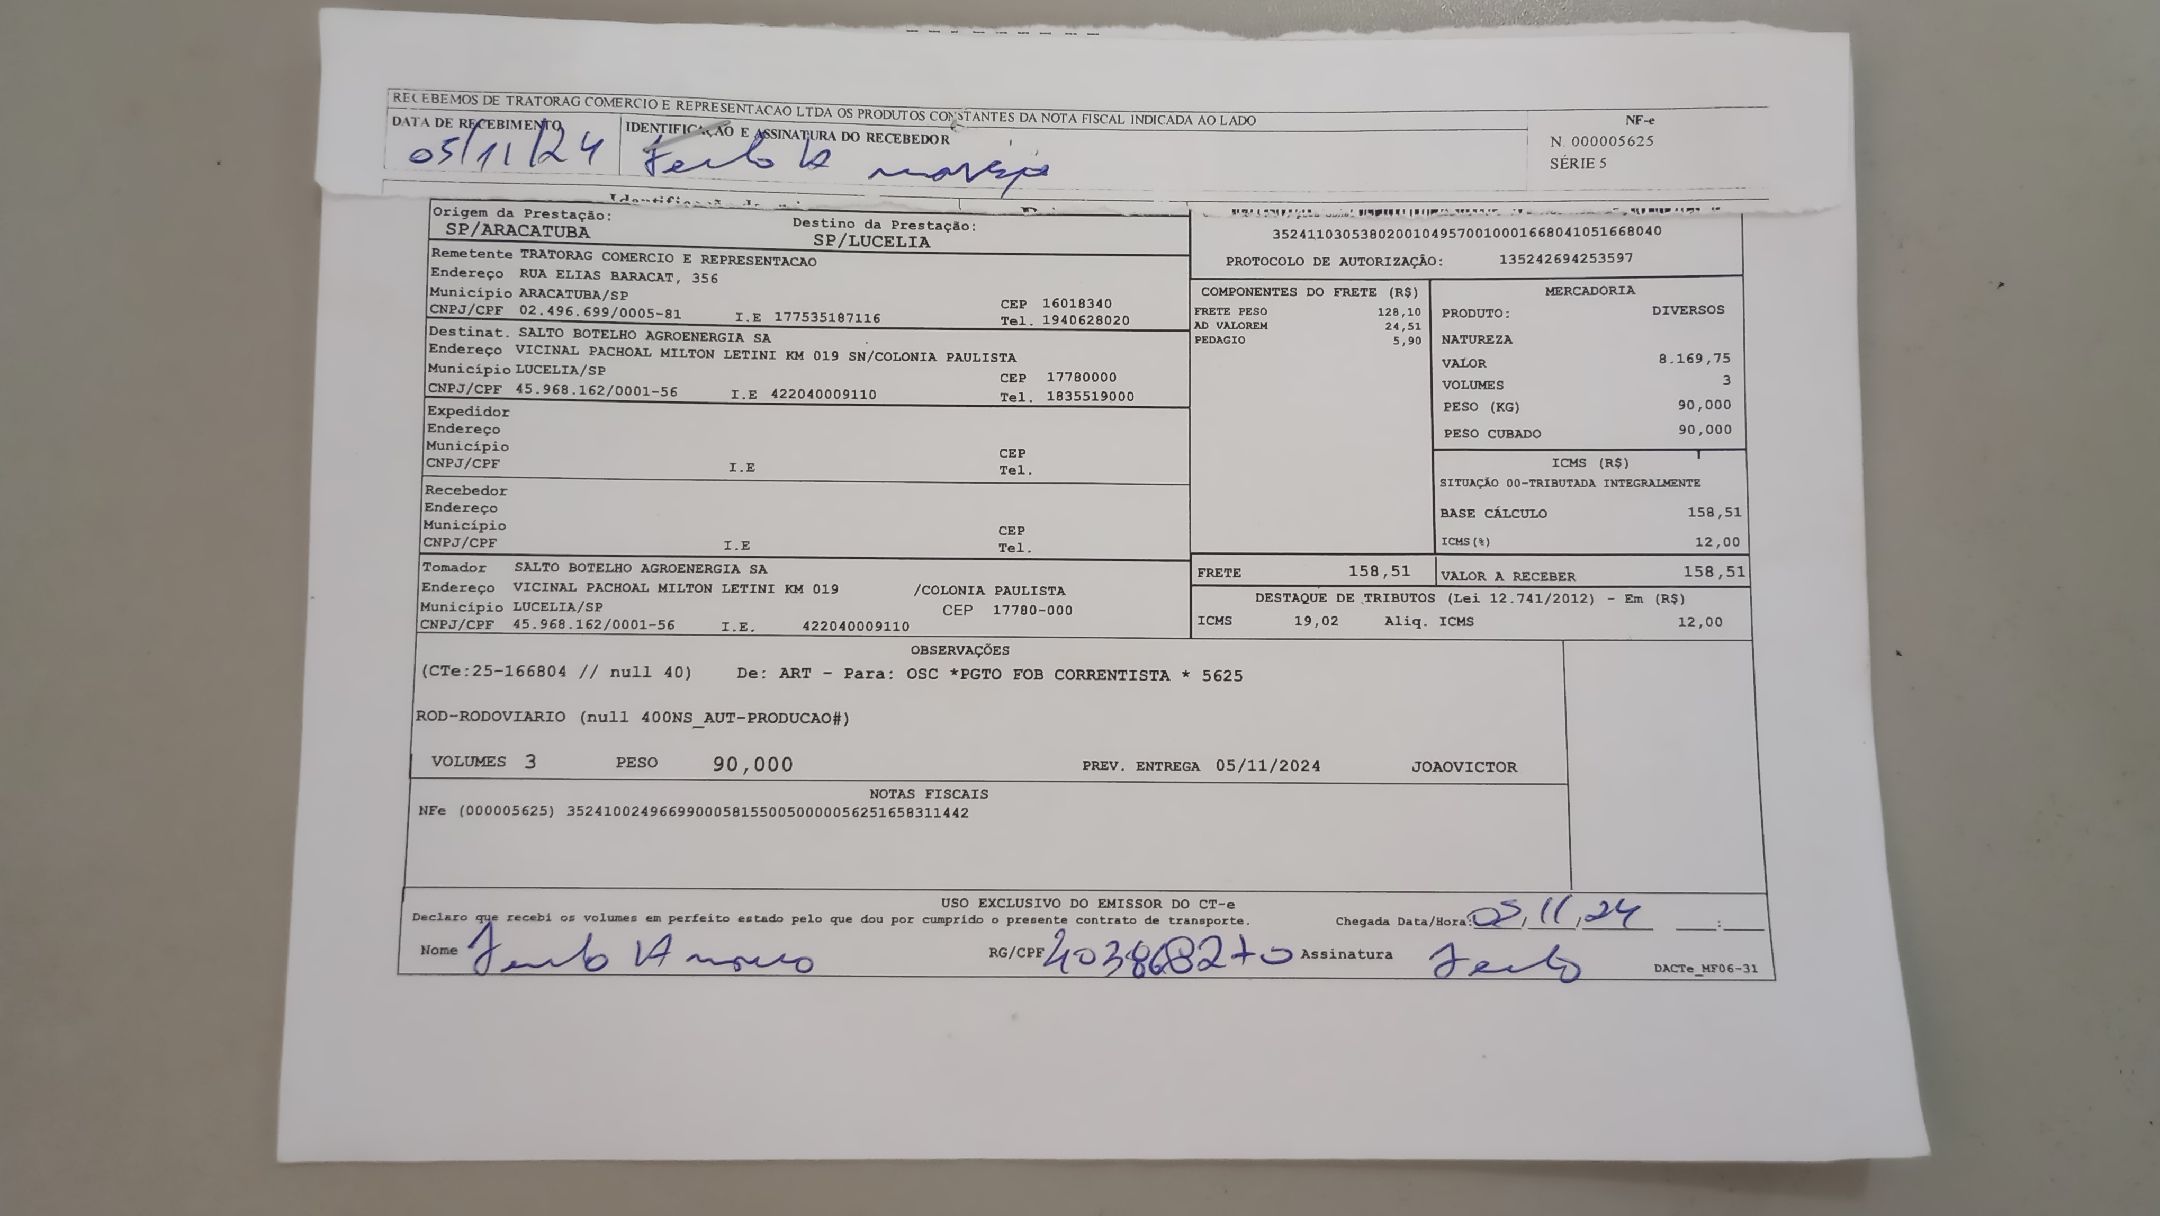 RECEBEMOS DE TRATORAG COMERCIO E REPRESENTACAO LTDA OS PRODUTOS CONSTANTES DA NOTA FISCAL INDICADA AO LADO
DATA DE RECEBIMENTO
05/11/24
IDENTIFICAÇÃO E ASSINATURA DO RECEBEDOR
NF-e
N. 000005625
SÉRIE 5
Origem da Prestação:
SP/ARACATUBA
Destino da Prestação:
SP/LUCELIA
Remetente TRATORAG COMERCIO E REPRESENTACAO
Endereço RUA ELIAS BARACAT, 356
Município ARACATUBA/SP CEP 16018340
CNPJ/CPF 02.496.699/0005-81 I.E 177535187116 Tel. 1940628020
Destinat. SALTO BOTELHO AGROENERGIA SA
Endereço VICINAL PACHOAL MILTON LETINI KM 019 SN/COLONIA PAULISTA
Município LUCELIA/SP CEP 17780000
CNPJ/CPF 45.968.162/0001-56 I.E 422040009110 Tel. 1835519000
Expedidor
Endereço
Município CEP
CNPJ/CPF I.E Tel.
Recebedor
Endereço
Município CEP
CNPJ/CPF I.E Tel.
Tomador SALTO BOTELHO AGROENERGIA SA
Endereço VICINAL PACHOAL MILTON LETINI KM 019 /COLONIA PAULISTA
Município LUCELIA/SP CEP 17780-000
CNPJ/CPF 45.968.162/0001-56 I.E. 422040009110
35241103053802001049570010001668041051668040
PROTOCOLO DE AUTORIZAÇÃO: 135242694253597
COMPONENTES DO FRETE (R$)
FRETE PESO 128,10
AD VALOREM 24,51
PEDAGIO 5,90
MERCADORIA
PRODUTO: DIVERSOS
NATUREZA
VALOR 8.169,75
VOLUMES 3
PESO (KG) 90,000
PESO CUBADO 90,000
ICMS (R$)
SITUAÇÃO 00-TRIBUTADA INTEGRALMENTE
BASE CÁLCULO 158,51
ICMS(%) 12,00
FRETE 158,51
VALOR A RECEBER 158,51
DESTAQUE DE TRIBUTOS (Lei 12.741/2012) - Em (R$)
ICMS 19,02 Aliq. ICMS 12,00
OBSERVAÇÕES
(CTe:25-166804 // null 40) De: ART - Para: OSC *PGTO FOB CORRENTISTA * 5625
ROD-RODOVIARIO (null 400NS_AUT-PRODUCAO#)
VOLUMES 3 PESO 90,000 PREV. ENTREGA 05/11/2024 JOAOVICTOR
NOTAS FISCAIS
NFe (000005625) 35241002496699000581550050000056251658311442
USO EXCLUSIVO DO EMISSOR DO CT-e
Declaro que recebi os volumes em perfeito estado pelo que dou por cumprido o presente contrato de transporte.
Chegada Data/Hora: 05/11/24 :
Nome
RG/CPF
Assinatura
DACTe_MF06-31